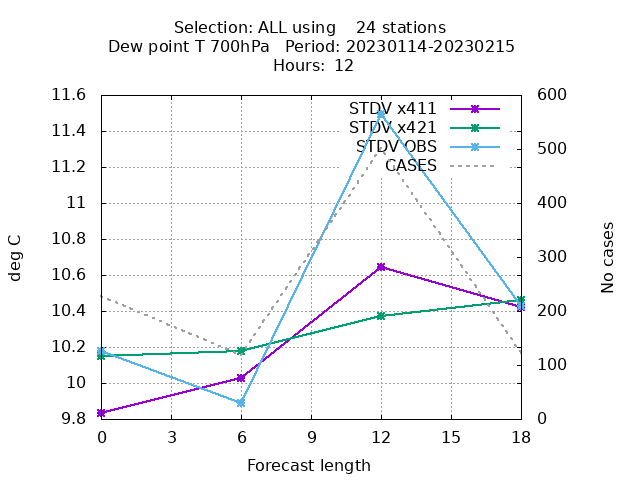 Selection: ALL using    24 stations
Dew point T 700hPa   Period: 20230114-20230215
Hours: 12
STDV x411
STDV x421
STDV OBS
CASES
11.6
11.4
11.2
11
10.8
10.6
10.4
10.2
10
9.8
600
500
400
300
200
100
0
deg C
No cases
0 3 6 9 12 15 18
Forecast length